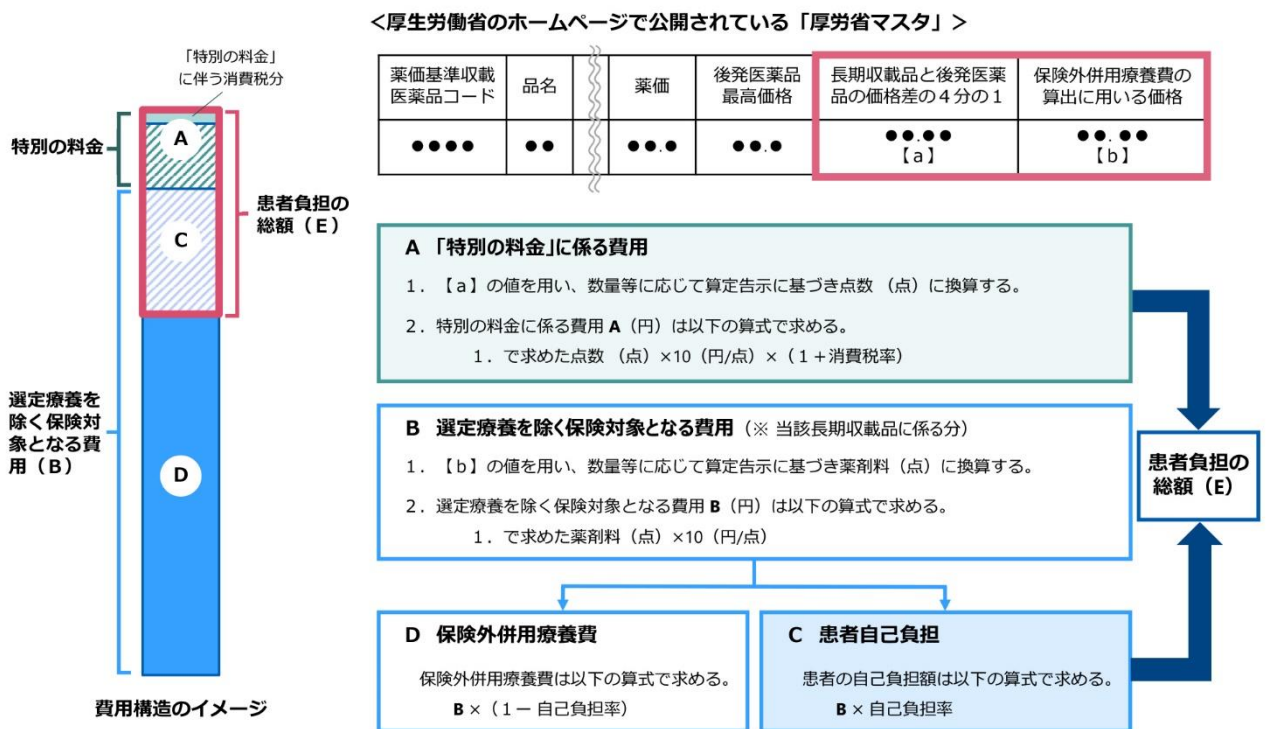 <厚生労働省のホームページで公開されている「厚労省マスタ」>
「特別の料金」
に伴う消費税分
特別の料金
A
C
D
患者負担の
総額（E）
選定療養を
除く保険対
象となる費
用（B）
費用構造のイメージ
薬価基準収載
医薬品コード
品名
薬価
後発医薬品
最高価格
長期収載品と後発医薬
品の価格差の４分の１
保険外併用療養費の
算出に用いる価格
●●●●
●●
●●.●
●●.●
●●.●●
【a】
●●.●●
【b】
A 「特別の料金」に係る費用
1．【a】の値を用い、数量等に応じて算定告示に基づき点数 （点）に換算する。
2．特別の料金に係る費用 A（円）は以下の算式で求める。
1．で求めた点数 （点）×10（円/点）×（１＋消費税率）
B 選定療養を除く保険対象となる費用（※ 当該長期収載品に係る分）
1．【b】の値を用い、数量等に応じて算定告示に基づき薬剤料（点）に換算する。
2．選定療養を除く保険対象となる費用 B（円）は以下の算式で求める。
1．で求めた薬剤料（点）×10（円/点）
D 保険外併用療養費
保険外併用療養費は以下の算式で求める。
B ×（１－自己負担率）
C 患者自己負担
患者の自己負担額は以下の算式で求める。
B × 自己負担率
患者負担の
総額（E）